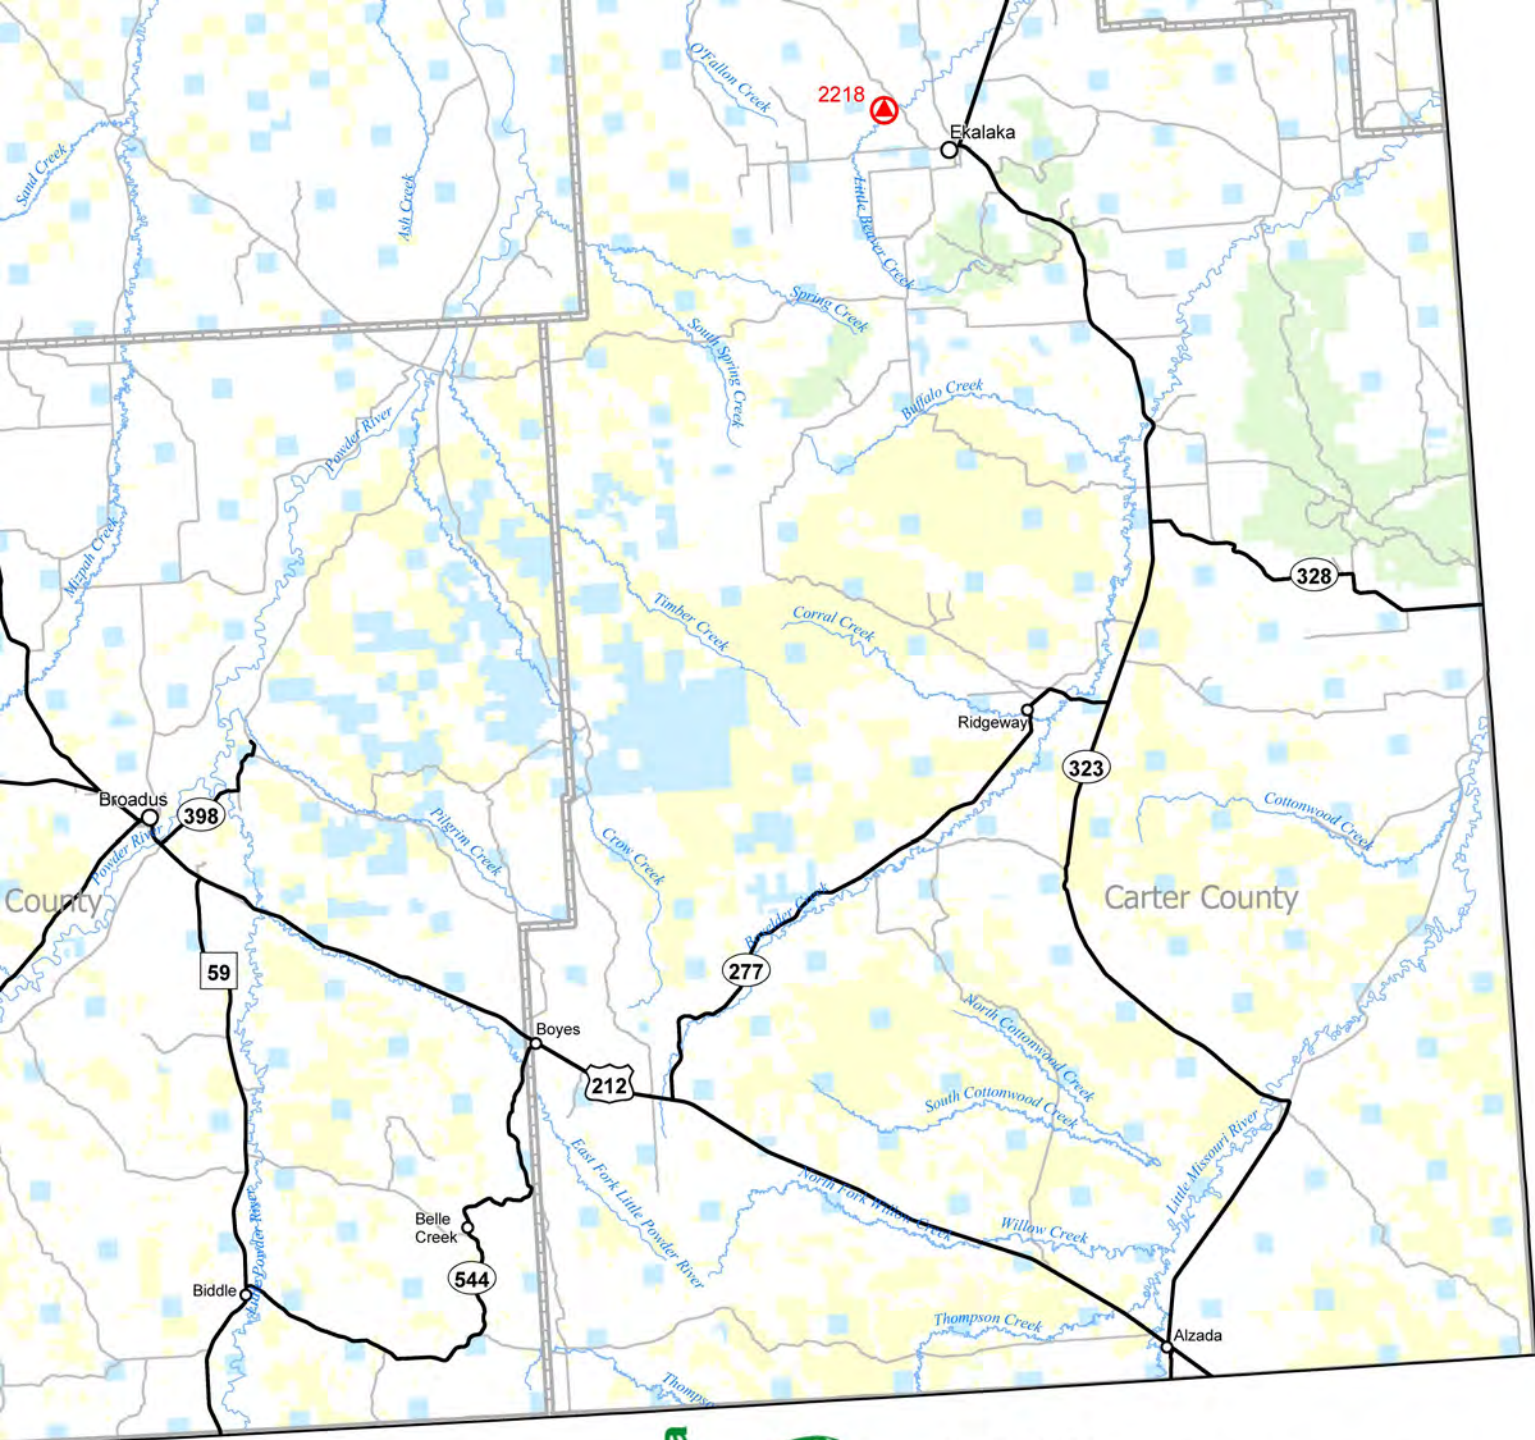 O'Fallon Creek
2218
Ekalaka
Sand Creek
Ash Creek
Little Beaver Creek
Spring Creek
South Spring Creek
Buffalo Creek
Powder River
Mizpah Creek
328
Timber Creek
Corral Creek
Ridgeway
323
Broadus
398
Cottonwood Creek
Pilgrim Creek
Powder River
Crow Creek
County
Carter County
Boulder Creek
59
277
North Cottonwood Creek
Boyes
212
South Cottonwood Creek
East Fork Little Powder River
Little Missouri River
North Fork Willow Creek
Willow Creek
Belle
Creek
Little Powder River
544
Biddle
Thompson Creek
Alzada
Thompso